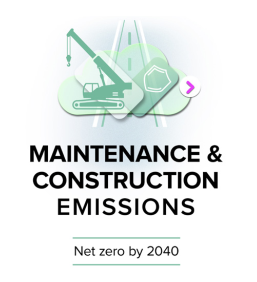 MAINTENANCE &
CONSTRUCTION
EMISSIONS
Net zero by 2040